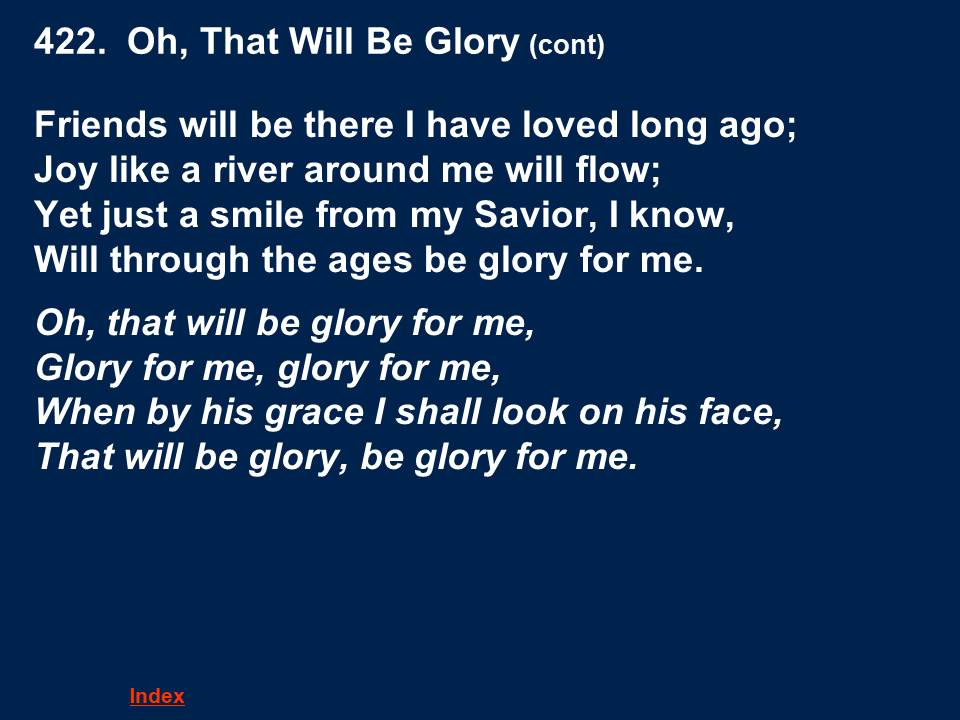 422.  Oh, That Will Be Glory (cont)
Friends will be there I have loved long ago;
Joy like a river around me will flow;
Yet just a smile from my Savior, I know,
Will through the ages be glory for me.
Oh, that will be glory for me,
Glory for me, glory for me,
When by his grace I shall look on his face,
That will be glory, be glory for me.
Index